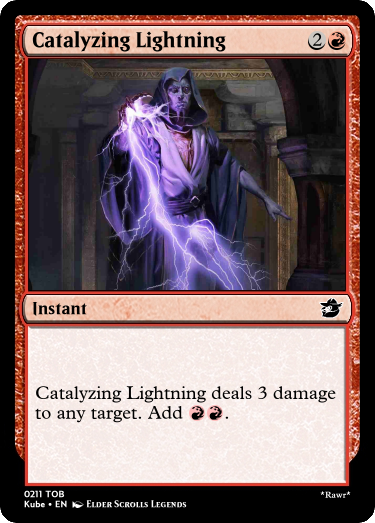 Catalyzing Lightning 2
Instant
Catalyzing Lightning deals 3 damage
to any target. Add .
0211 TOB
Kube • EN Elder Scrolls Legends
*Rawr*